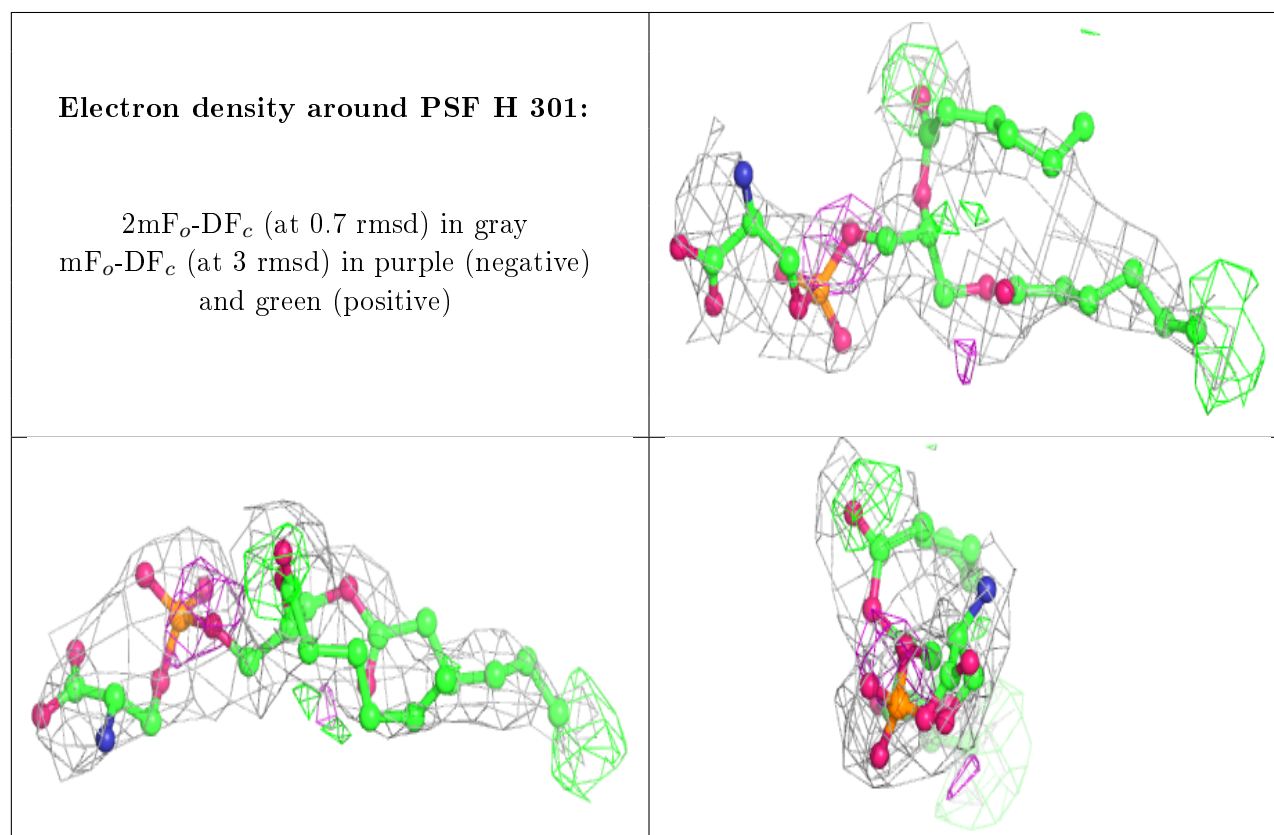 Electron density around PSF H 301:
2mFo-DFc (at 0.7 rmsd) in gray
mFo-DFc (at 3 rmsd) in purple (negative)
and green (positive)